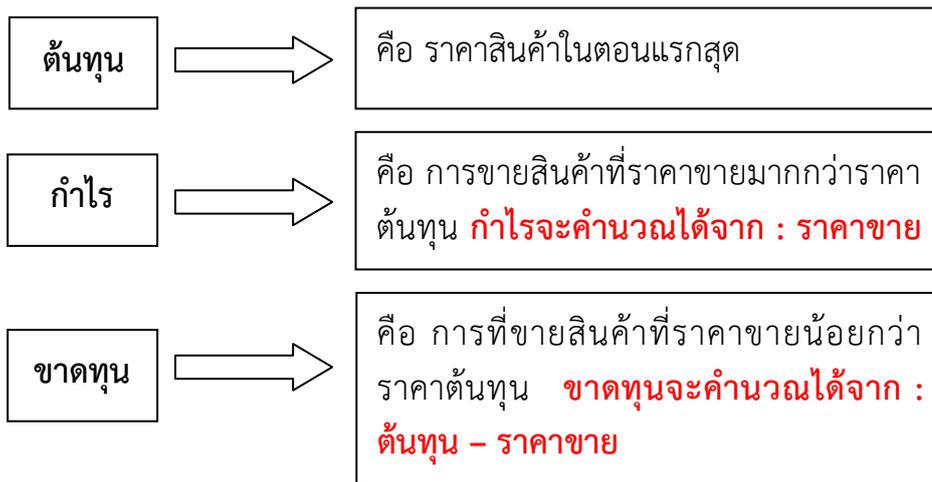 ต้นทุน
คือ ราคาสินค้าในตอนแรกสุด
กำไร
คือ การขายสินค้าที่ราคาขายมากกว่าราคา
ต้นทุน กำไรจะคำนวณได้จาก : ราคาขาย
ขาดทุน
คือ การที่ขายสินค้าที่ราคาขายน้อยกว่า
ราคาต้นทุน ขาดทุนจะคำนวณได้จาก :
ต้นทุน – ราคาขาย